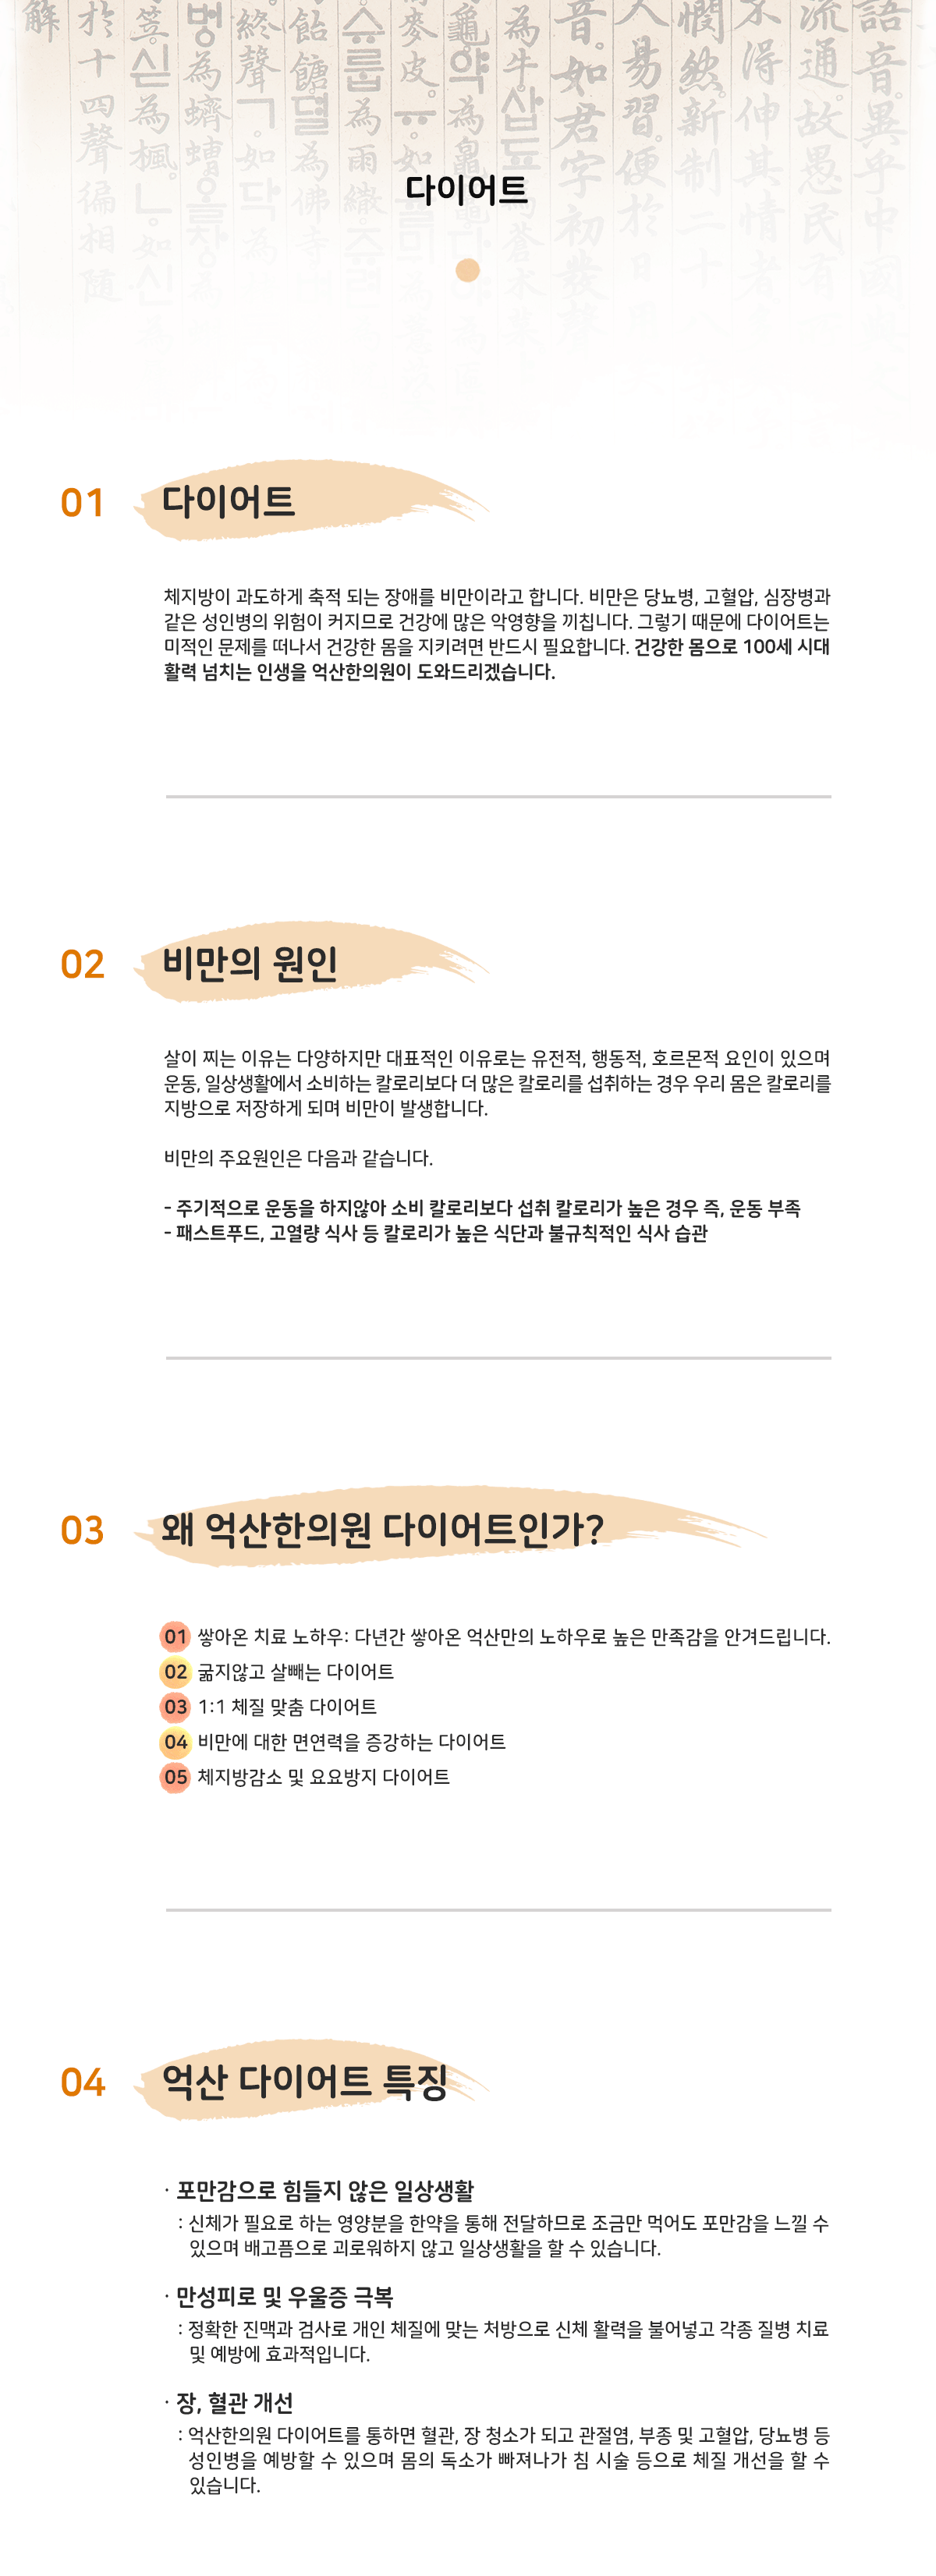 다이어트
01 다이어트
체지방이 과도하게 축적 되는 장애를 비만이라고 합니다. 비만은 당뇨병, 고혈압, 심장병과
같은 성인병의 위험이 커지므로 건강에 많은 악영향을 끼칩니다. 그렇기 때문에 다이어트는
미적인 문제를 떠나서 건강한 몸을 지키려면 반드시 필요합니다. 건강한 몸으로 100세 시대
활력 넘치는 인생을 억산한의원이 도와드리겠습니다.
02 비만의 원인
살이 찌는 이유는 다양하지만 대표적인 이유로는 유전적, 행동적, 호르몬적 요인이 있으며
운동, 일상생활에서 소비하는 칼로리보다 더 많은 칼로리를 섭취하는 경우 우리 몸은 칼로리를
지방으로 저장하게 되며 비만이 발생합니다.
비만의 주요원인은 다음과 같습니다.
- 주기적으로 운동을 하지않아 소비 칼로리보다 섭취 칼로리가 높은 경우 즉, 운동 부족
- 패스트푸드, 고열량 식사 등 칼로리가 높은 식단과 불규칙적인 식사 습관
03 왜 억산한의원 다이어트인가?
01 쌓아온 치료 노하우: 다년간 쌓아온 억산만의 노하우로 높은 만족감을 안겨드립니다.
02 굶지않고 살빼는 다이어트
03 1:1 체질 맞춤 다이어트
04 비만에 대한 면연력을 증강하는 다이어트
05 체지방감소 및 요요방지 다이어트
04 억산 다이어트 특징
· 포만감으로 힘들지 않은 일상생활
: 신체가 필요로 하는 영양분을 한약을 통해 전달하므로 조금만 먹어도 포만감을 느낄 수
있으며 배고픔으로 괴로워하지 않고 일상생활을 할 수 있습니다.
· 만성피로 및 우울증 극복
: 정확한 진맥과 검사로 개인 체질에 맞는 처방으로 신체 활력을 불어넣고 각종 질병 치료
및 예방에 효과적입니다.
· 장, 혈관 개선
: 억산한의원 다이어트를 통하면 혈관, 장 청소가 되고 관절염, 부종 및 고혈압, 당뇨병 등
성인병을 예방할 수 있으며 몸의 독소가 빠져나가 침 시술 등으로 체질 개선을 할 수
있습니다.